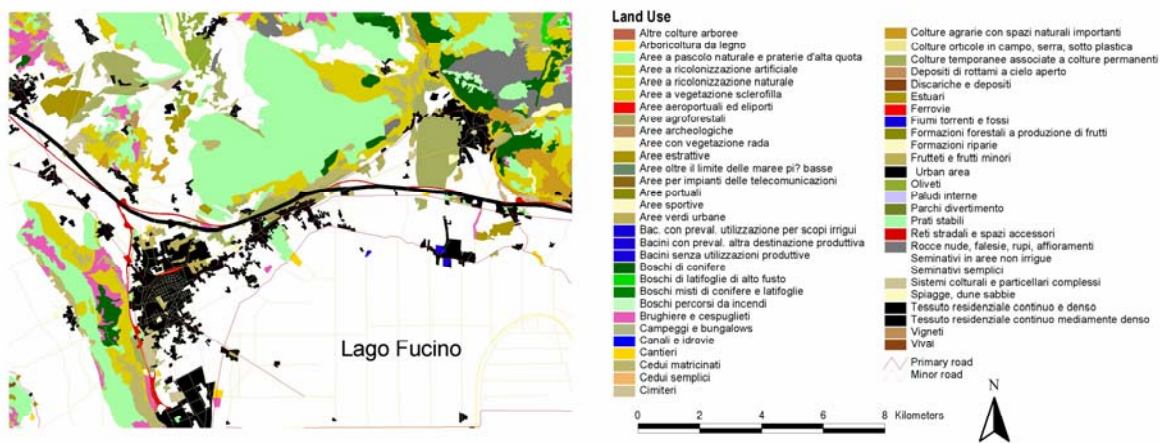 Lago Fucino
Land Use
Altre colture arboree
Arboricoltura da legno
Aree a pascolo naturale e praterie d'alta quota
Aree a ricolonizzazione artificiale
Aree a ricolonizzazione naturale
Aree a vegetazione sclerofilla
Aree aeroportuali ed eliporti
Aree agroforestali
Aree archeologiche
Aree con vegetazione rada
Aree estrattive
Aree oltre il limite delle maree pi? basse
Aree per impianti delle telecomunicazioni
Aree portuali
Aree sportive
Aree verdi urbane
Bac. con preval. utilizzazione per scopi irrigui
Bacini con preval. altra destinazione produttiva
Bacini senza utilizzazioni produttive
Boschi di conifere
Boschi di latifoglie di alto fusto
Boschi misti di conifere e latifoglie
Boschi percorsi da incendi
Brughiere e cespuglieti
Campeggi e bungalows
Canali e idrovie
Cantieri
Cedui matricinati
Cedui semplici
Cimiteri
Colture agrarie con spazi naturali importanti
Colture orticole in campo, serra, sotto plastica
Colture temporanee associate a colture permanenti
Depositi di rottami a cielo aperto
Discariche e depositi
Estuari
Ferrovie
Fiumi torrenti e fossi
Formazioni forestali a produzione di frutti
Formazioni riparie
Frutteti e frutti minori
Urban area
Oliveti
Paludi interne
Parchi divertimento
Prati stabili
Reti stradali e spazi accessori
Rocce nude, falesie, rupi, affioramenti
Seminativi in aree non irrigue
Seminativi semplici
Sistemi colturali e particellari complessi
Spiagge, dune sabbie
Tessuto residenziale continuo e denso
Tessuto residenziale continuo mediamente denso
Vigneti
Vivai
Primary road
Minor road
N
0 2 4 6 8 Kilometers